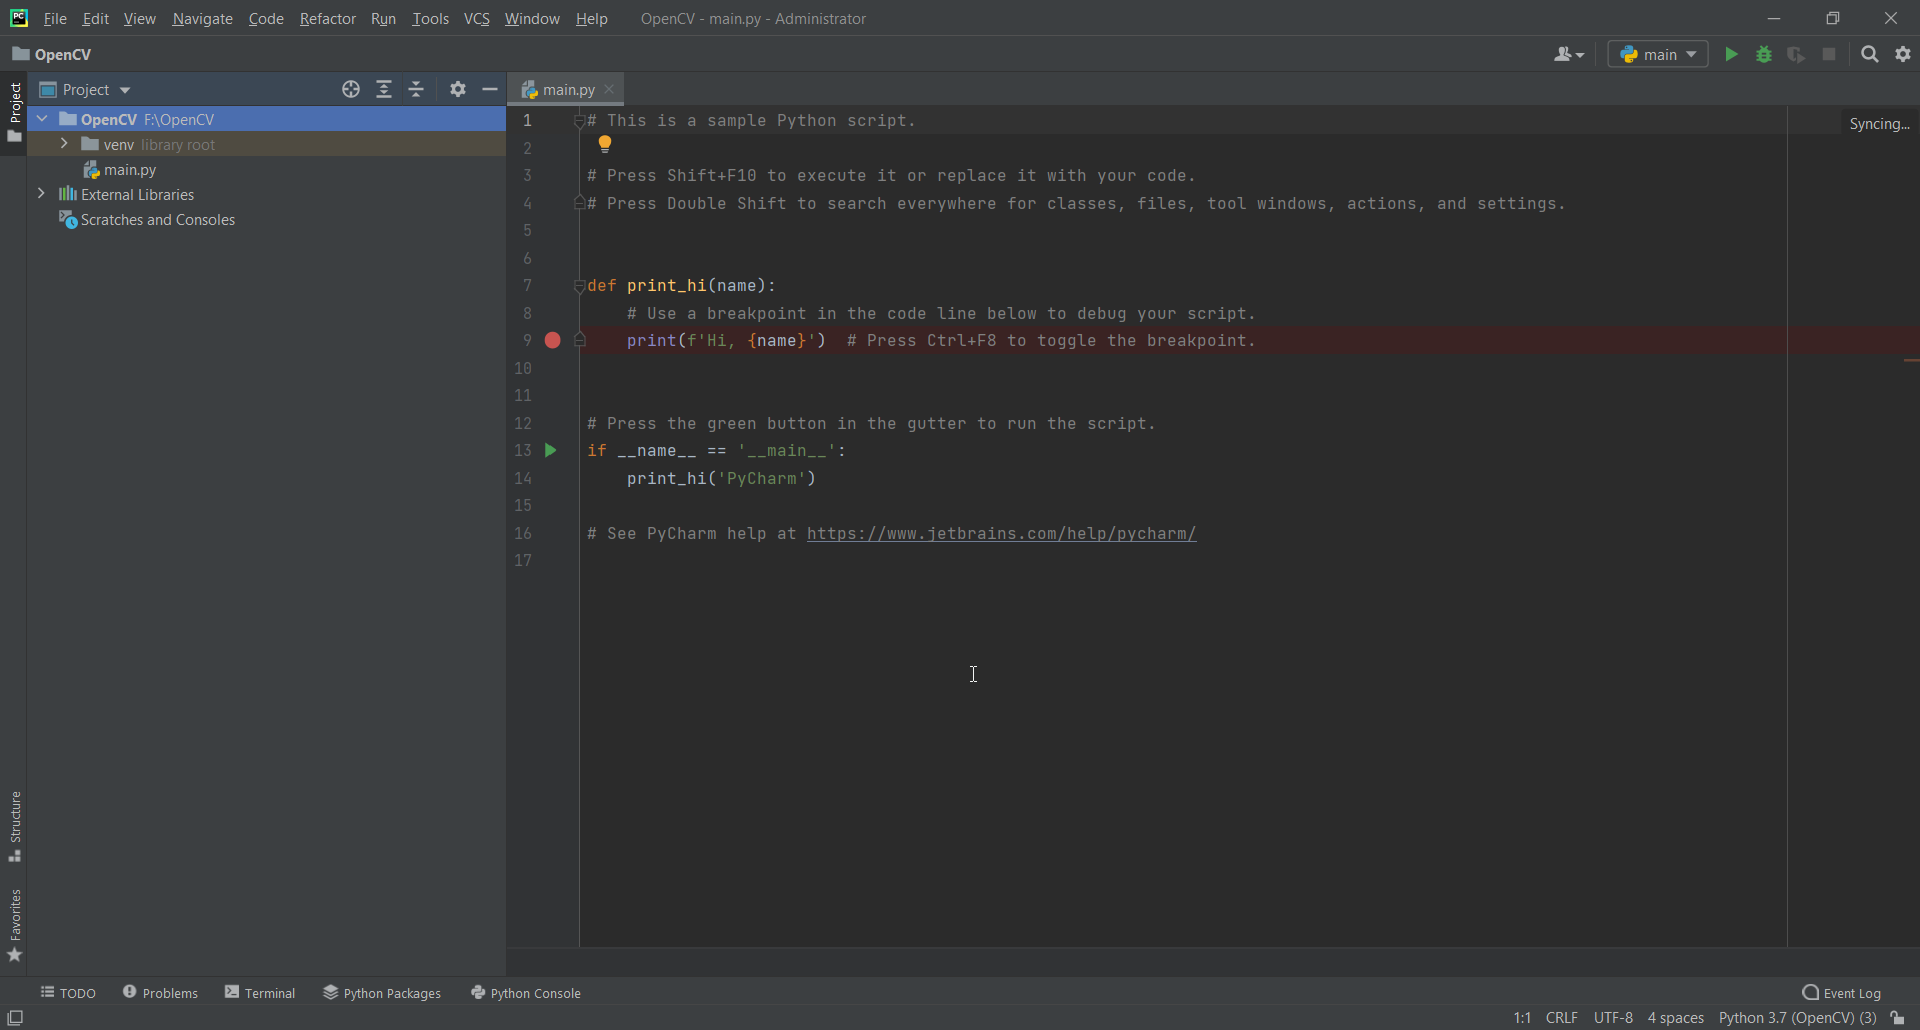 PC File Edit View Navigate Code Refactor Run Tools VCS Window Help OpenCV - main.py - Administrator
OpenCV main
Project main.py
OpenCV F:\OpenCV
venv library root
main.py
External Libraries
Scratches and Consoles
Project
Structure
Favorites
1 # This is a sample Python script.
Syncing...
2
3 # Press Shift+F10 to execute it or replace it with your code.
4 # Press Double Shift to search everywhere for classes, files, tool windows, actions, and settings.
5
6
7 def print_hi(name):
8 # Use a breakpoint in the code line below to debug your script.
9 print(f'Hi, {name}')  # Press Ctrl+F8 to toggle the breakpoint.
10
11
12 # Press the green button in the gutter to run the script.
13 if __name__ == '__main__':
14 print_hi('PyCharm')
15
16 # See PyCharm help at https://www.jetbrains.com/help/pycharm/
17
TODO Problems Terminal Python Packages Python Console Event Log
1:1 CRLF UTF-8 4 spaces Python 3.7 (OpenCV) (3)